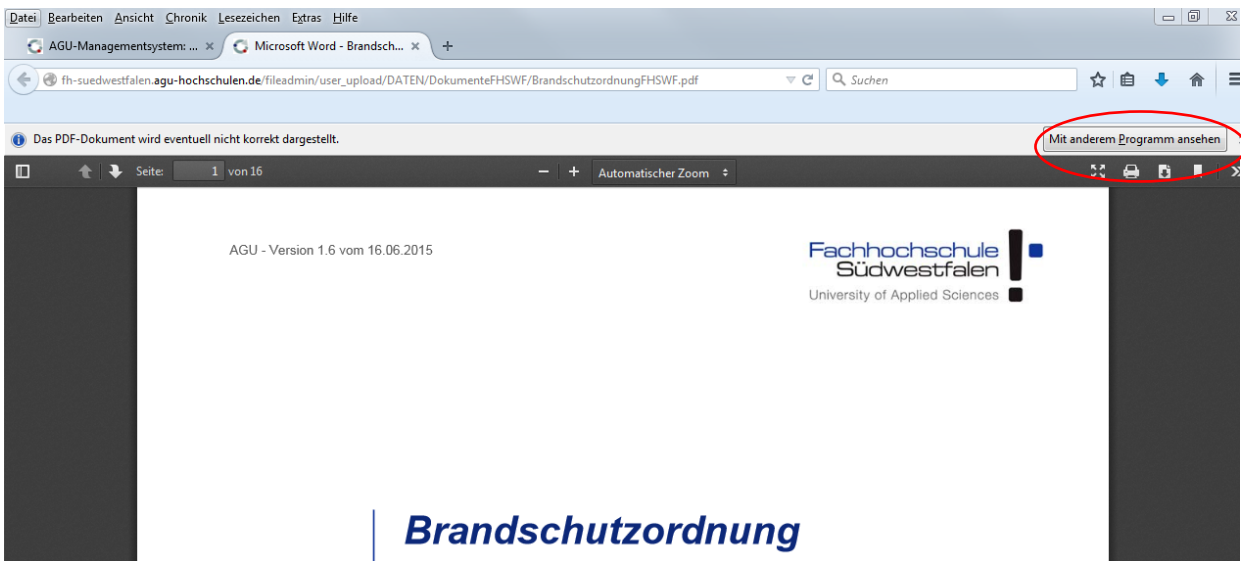 Datei Bearbeiten Ansicht Chronik Lesezeichen Extras Hilfe
AGU-Managementsystem: ... × Microsoft Word - Brandsch... × +
fh-suedwestfalen.agu-hochschulen.de/fileadmin/user_upload/DATEN/DokumenteFHSWF/BrandschutzordnungFHSWF.pdf Suchen
Das PDF-Dokument wird eventuell nicht korrekt dargestellt. Mit anderem Programm ansehen
Seite: 1 von 16 − + Automatischer Zoom
AGU - Version 1.6 vom 16.06.2015
Fachhochschule
Südwestfalen
University of Applied Sciences
Brandschutzordnung